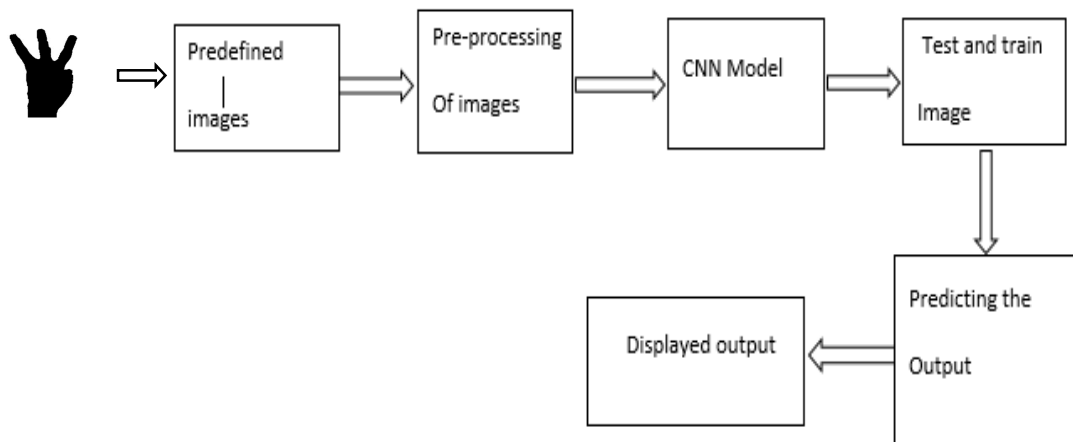 Predefined
images
Pre-processing
Of images
CNN Model
Test and train
Image
Predicting the
Output
Displayed output